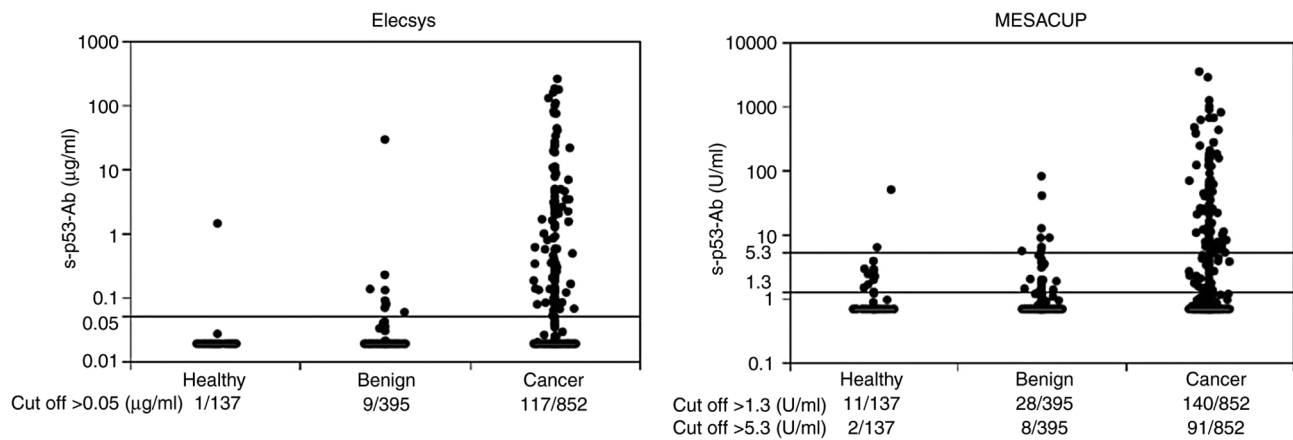 Elecsys
s-p53-Ab (μg/ml)
1000
100
10
1
0.1
0.05
0.01
Healthy Benign Cancer
Cut off >0.05 (μg/ml) 1/137 9/395 117/852
MESACUP
s-p53-Ab (U/ml)
10000
1000
100
10
5.3
1.3
1
0.1
Healthy Benign Cancer
Cut off >1.3 (U/ml) 11/137 28/395 140/852
Cut off >5.3 (U/ml) 2/137 8/395 91/852